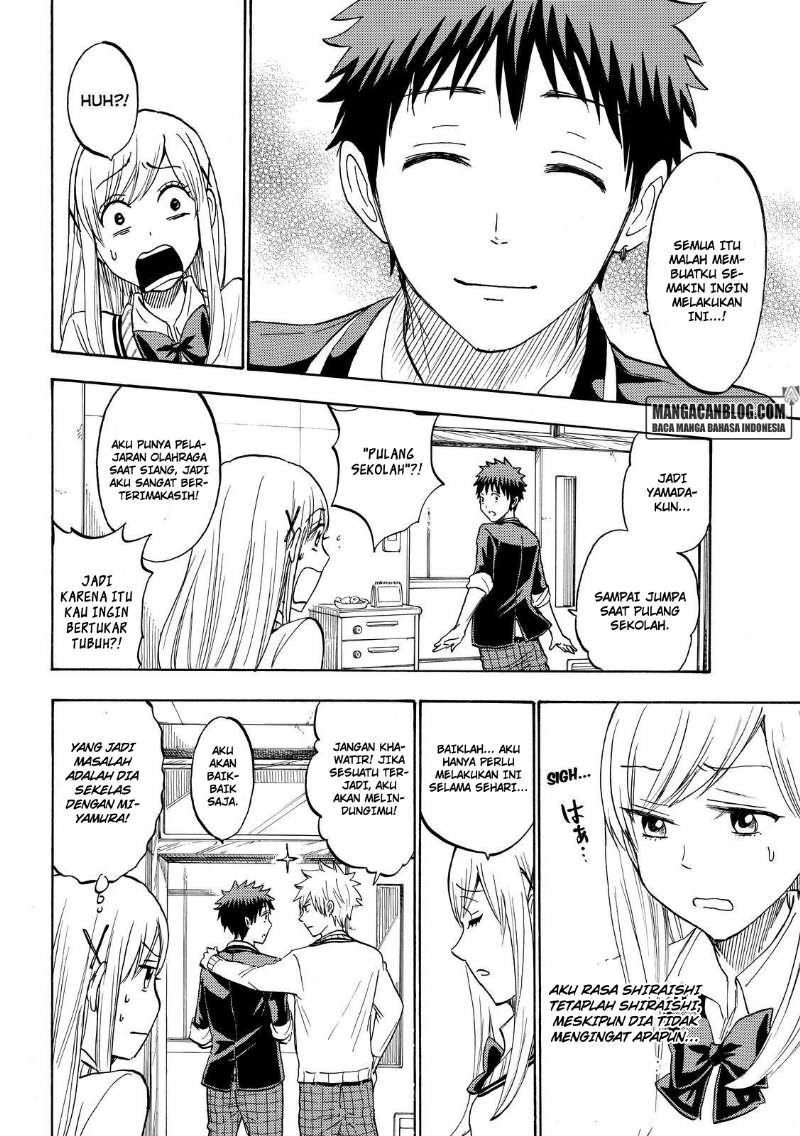 SEMUA ITU
MALAH MEM-
BUATKU SE-
MAKIN INGIN
MELAKUKAN
INI...!
HUH?!
MANGACANBLOG.COM
BACA MANGA BAHASA INDONESIA
JADI
YAMADA-
KUN...
SAMPAI JUMPA
SAAT PULANG
SEKOLAH.
"PULANG
SEKOLAH"?!
AKU PUNYA PELA-
JARAN OLAHRAGA
SAAT SIANG, JADI
AKU SANGAT BER-
TERIMAKASIH!
JADI
KARENA ITU
KAU INGIN
BERTUKAR
TUBUH?!
SIGH...
はぁ...
AKU RASA SHIRAISHI
TETAPLAH SHIRAISHI,
MESKIPUN DIA TIDAK
MENGINGAT APAPUN...
BAIKLAH... AKU
HANYA PERLU
MELAKUKAN INI
SELAMA SEHARI...
JANGAN KHA-
WATIR! JIKA
SESUATU TER-
JADI, AKU
AKAN MELIN-
DUNGIMU!
AKU
AKAN
BAIK-
BAIK
SAJA.
YANG JADI
MASALAH
ADALAH DIA
SEKELAS
DENGAN MI-
YAMURA!